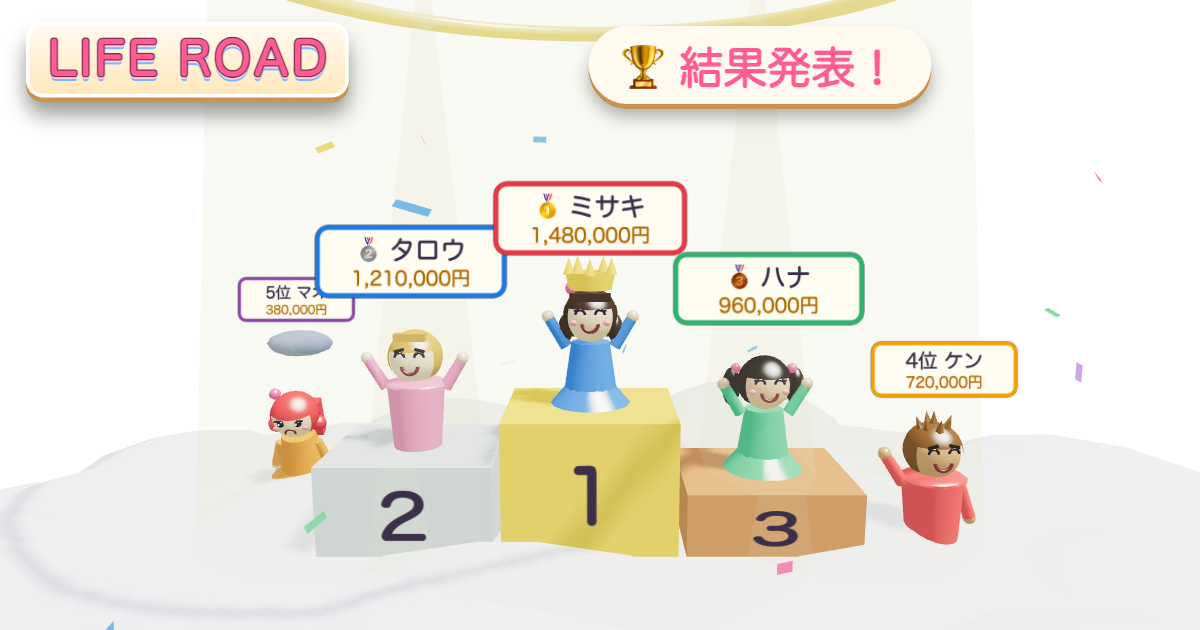 LIFE ROAD
🏆 結果発表！
🥇 ミサキ
1,480,000円
🥈 タロウ
1,210,000円
🥉 ハナ
960,000円
5位
380,000円
4位 ケン
720,000円
2
1
3